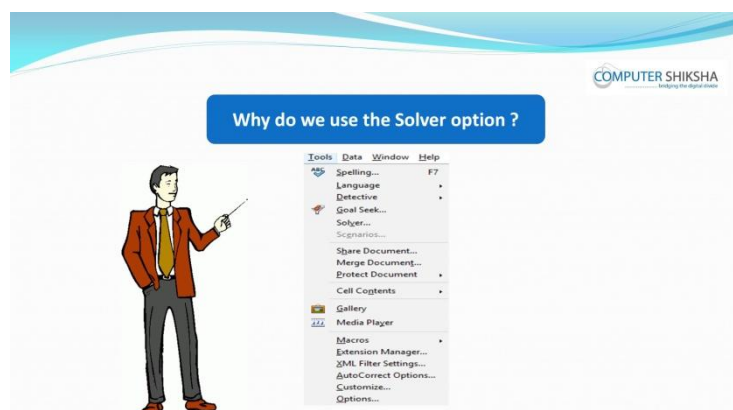 COMPUTER SHIKSHA
bridging the digital divide
Why do we use the Solver option ?
Tools Data Window Help
ABC Spelling... F7
Language
Detective
Goal Seek...
Solver...
Scenarios...
Share Document...
Merge Document...
Protect Document
Cell Contents
Gallery
Media Player
Macros
Extension Manager...
XML Filter Settings...
AutoCorrect Options...
Customize...
Options...